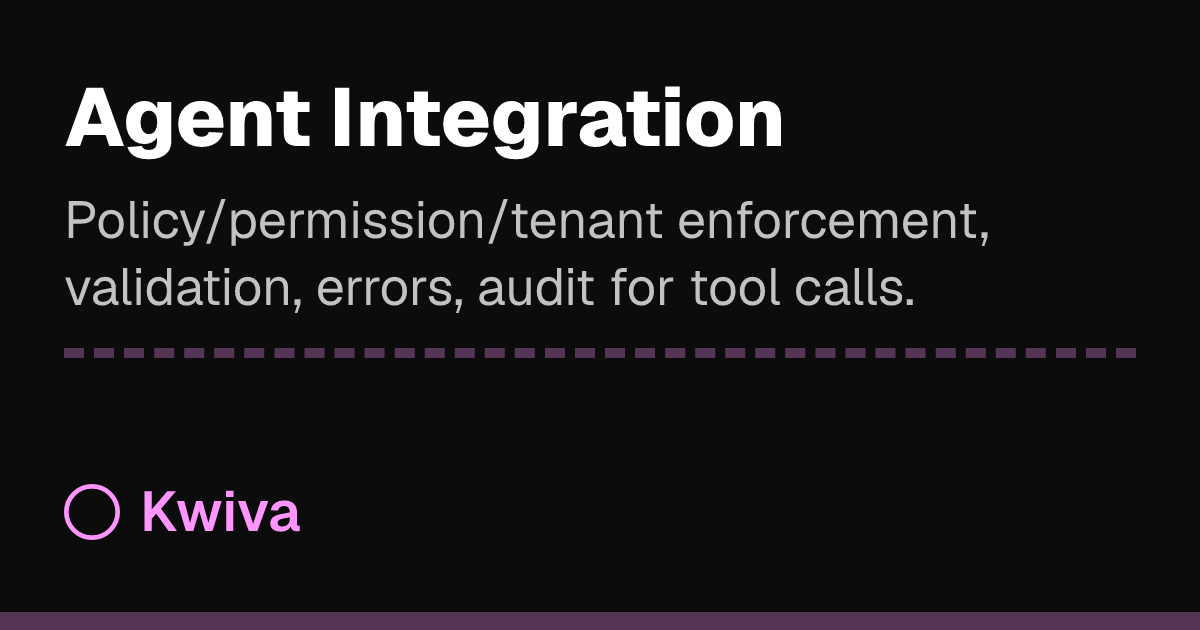 Agent Integration
Policy/permission/tenant enforcement,
validation, errors, audit for tool calls.
Kwiva